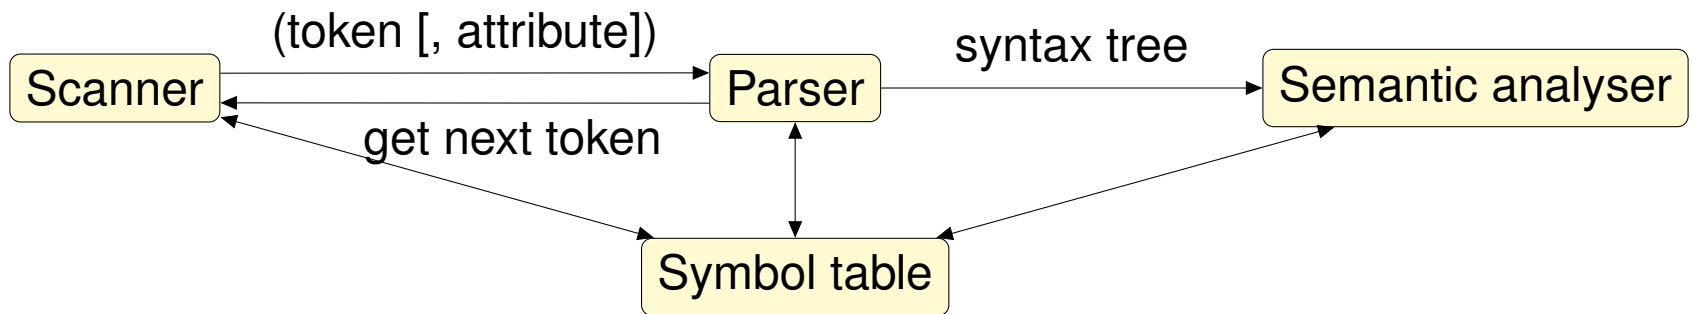 (token [, attribute])
syntax tree
Scanner
Parser
Semantic analyser
get next token
Symbol table